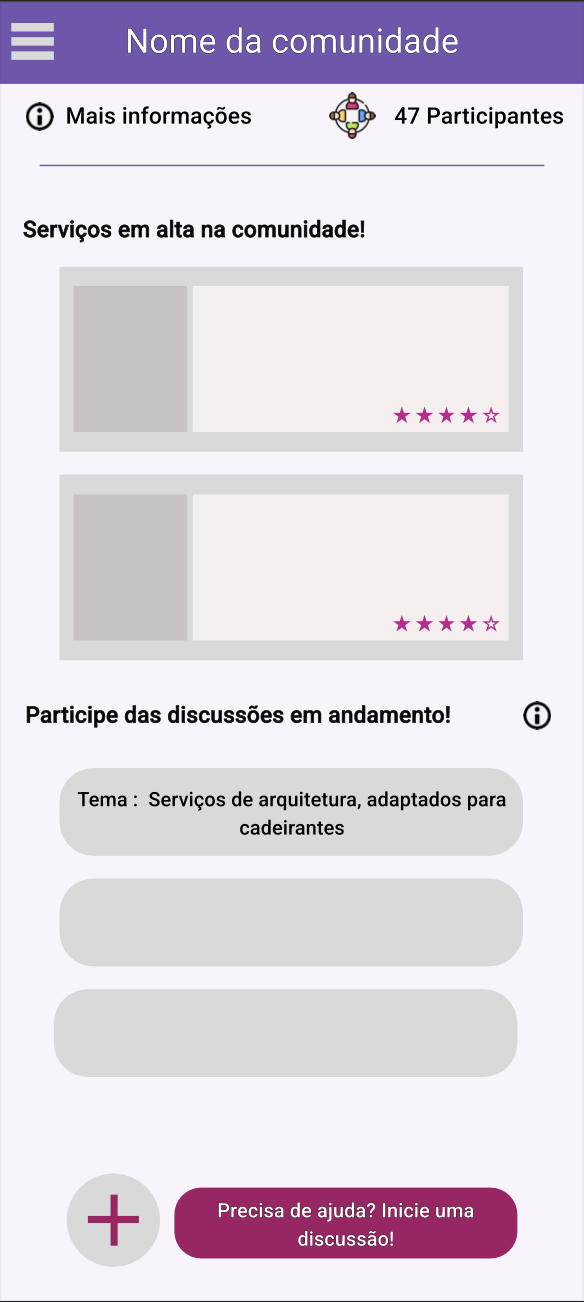 Nome da comunidade
Mais informações
47 Participantes
Serviços em alta na comunidade!
Participe das discussões em andamento!
Tema :  Serviços de arquitetura, adaptados para
cadeirantes
Precisa de ajuda? Inicie uma
discussão!